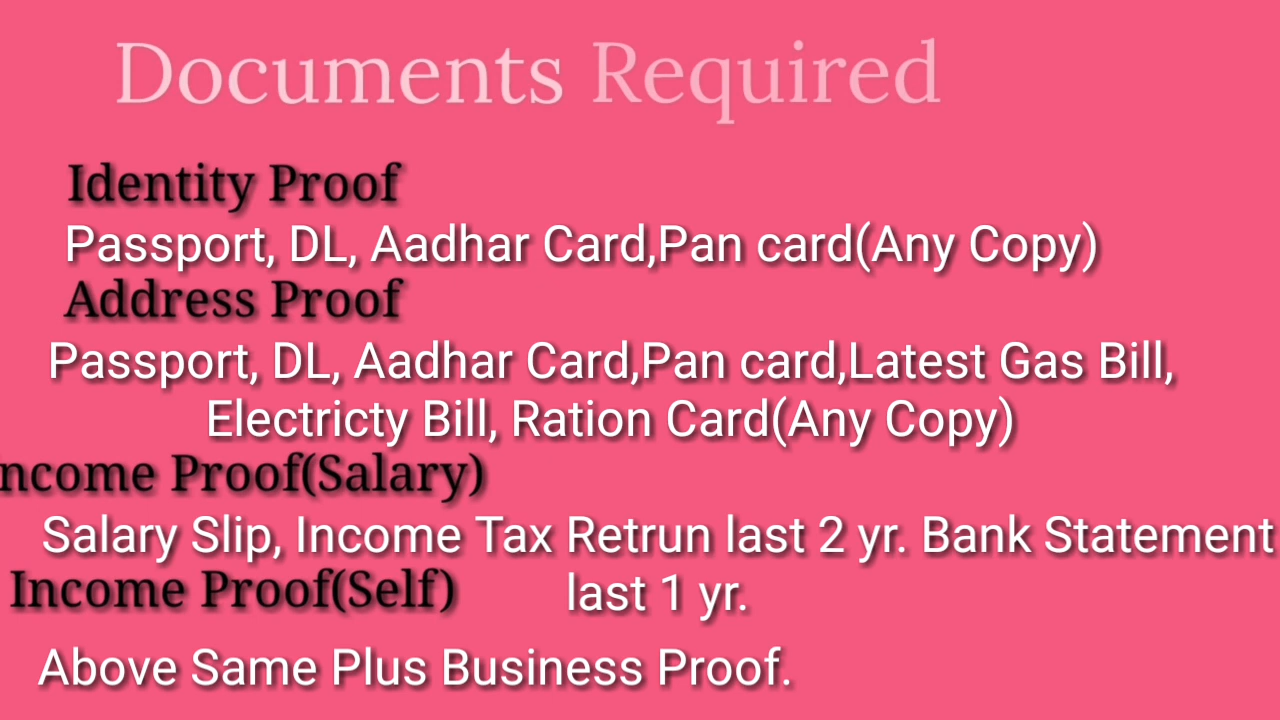 Documents Required
Identity Proof
Passport, DL, Aadhar Card,Pan card(Any Copy)
Address Proof
Passport, DL, Aadhar Card,Pan card,Latest Gas Bill,
Electricty Bill, Ration Card(Any Copy)
ncome Proof(Salary)
Salary Slip, Income Tax Retrun last 2 yr. Bank Statement
last 1 yr.
Income Proof(Self)
Above Same Plus Business Proof.